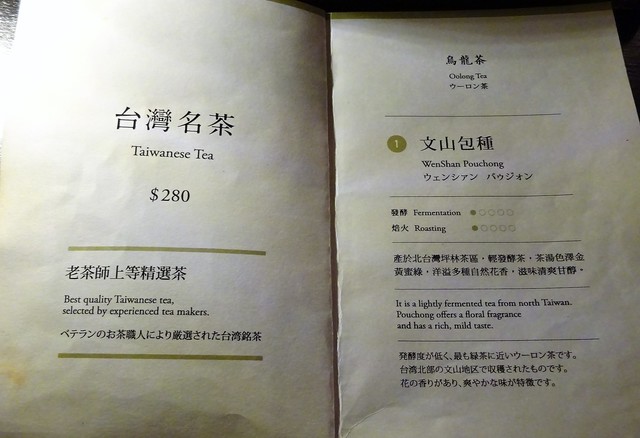 台灣名茶
Taiwanese Tea
$280
老茶師上等精選茶
Best quality Taiwanese tea,
selected by experienced tea makers.
ベテランのお茶職人により厳選された台湾銘茶
烏龍茶
Oolong Tea
ウーロン茶
1 文山包種
WenShan Pouchong
ウェンシァン パゥジォン
發酵 Fermentation
焙火 Roasting
產於北台灣坪林茶區，輕發酵茶，茶湯色澤金
黃蜜綠，洋溢多種自然花香，滋味清爽甘醇。
It is a lightly fermented tea from north Taiwan.
Pouchong offers a floral fragrance
and has a rich, mild taste.
発酵度が低く、最も緑茶に近いウーロン茶です。
台湾北部の文山地区で収穫されたものです。
花の香りがあり、爽やかな味が特徴です。